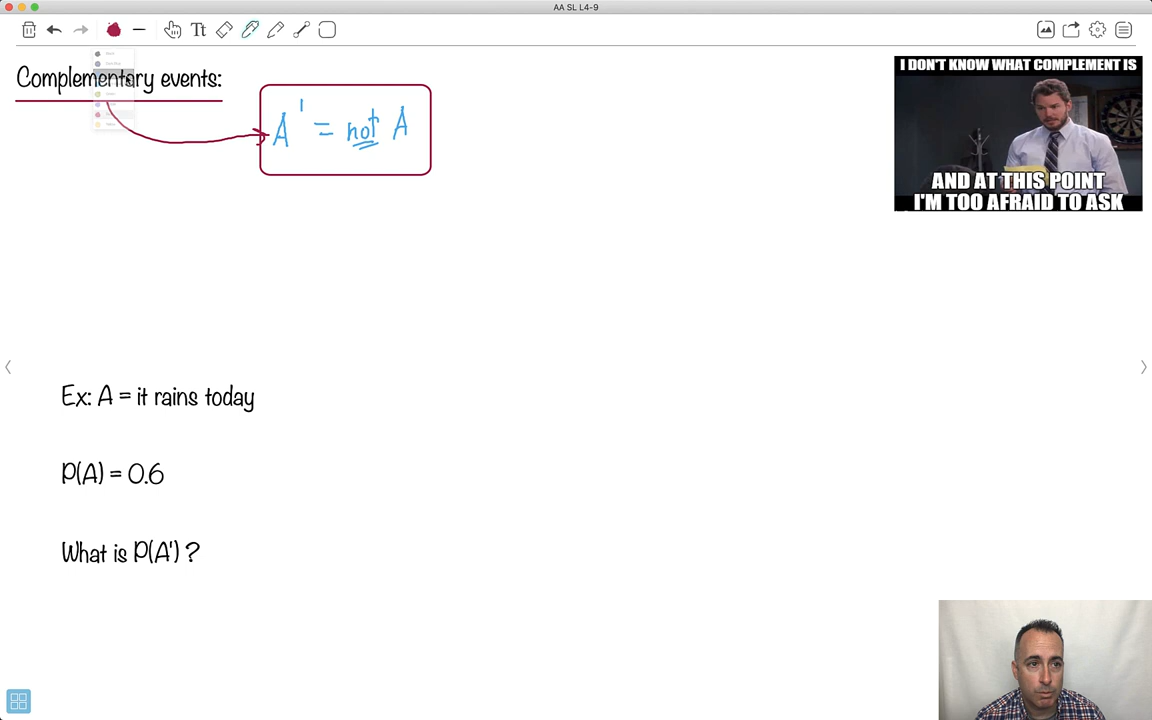 AA SL L4-9
Tt
Complementary events:
A' = not A
I DON'T KNOW WHAT COMPLEMENT IS
AND AT THIS POINT
I'M TOO AFRAID TO ASK
Ex: A = it rains today
P(A) = 0.6
What is P(A') ?